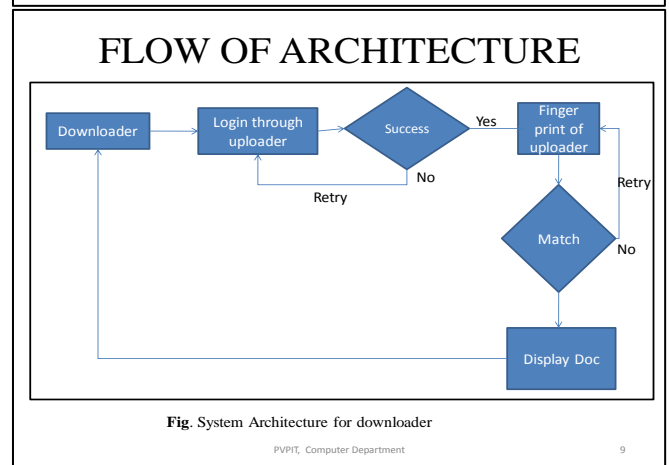 FLOW OF ARCHITECTURE
Downloader
Login through
uploader
Success
Yes
Finger
print of
uploader
No
Retry
Retry
Match
No
Display Doc
Fig. System Architecture for downloader
PVPIT, Computer Department
9